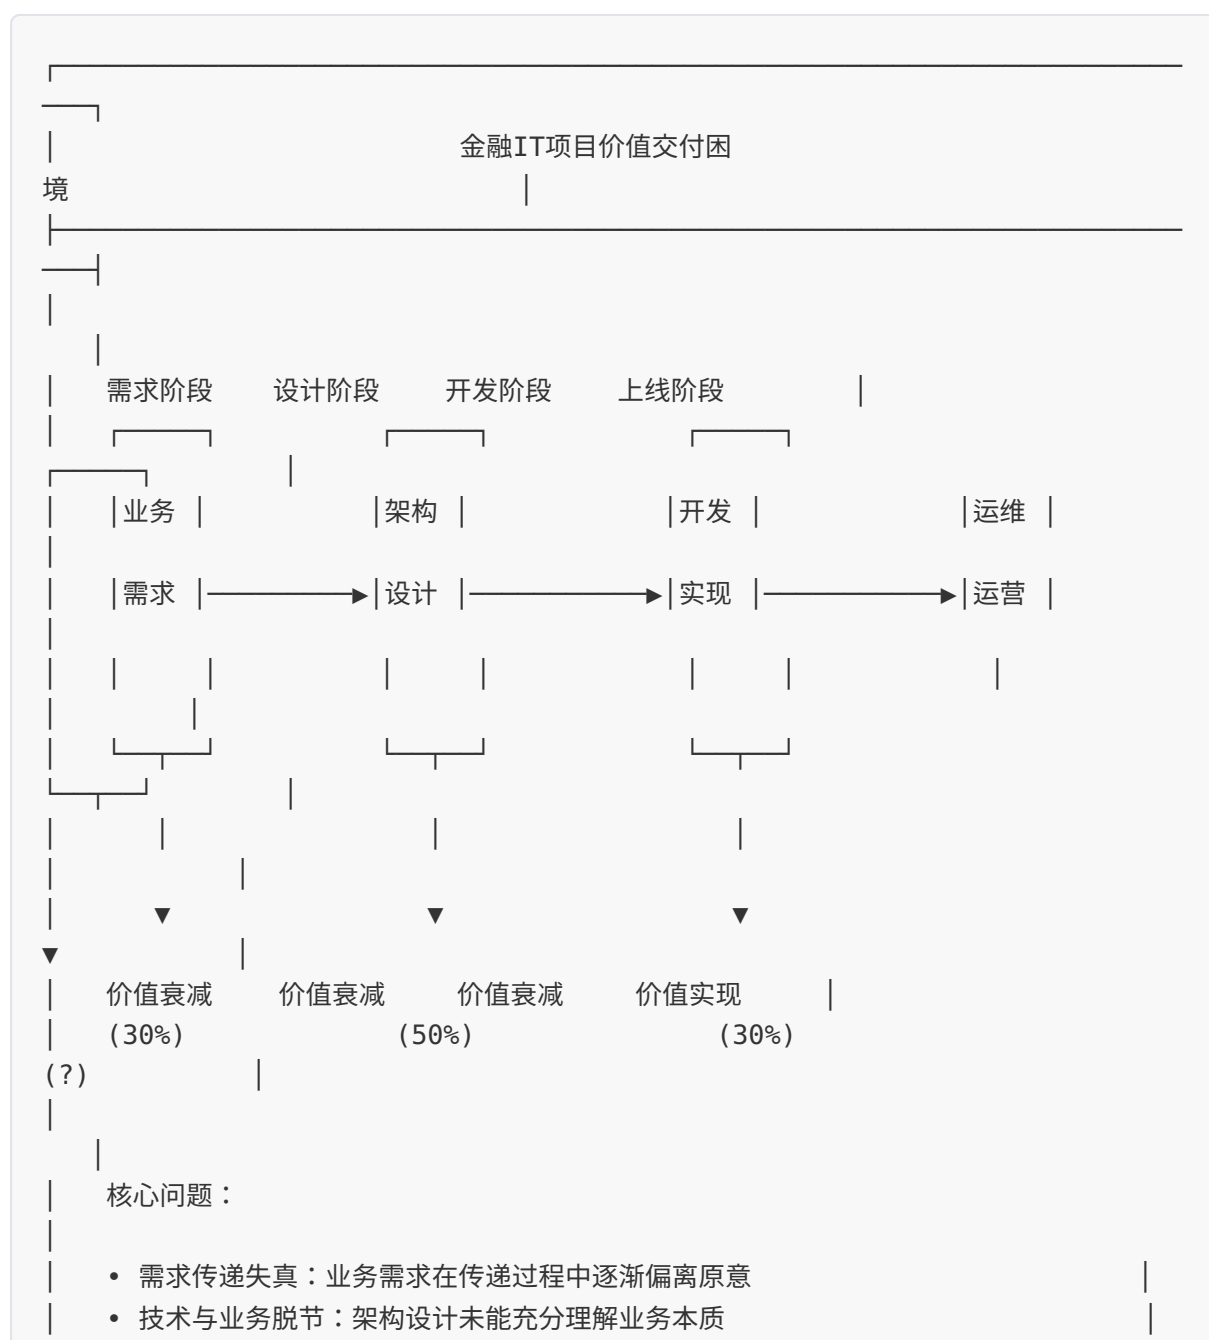 金融IT项目价值交付困
境
需求阶段 设计阶段 开发阶段 上线阶段
业务 架构 开发 运维
需求 设计 实现 运营
价值衰减 价值衰减 价值衰减 价值实现
(30%) (50%) (30%)
(?)
核心问题：
• 需求传递失真：业务需求在传递过程中逐渐偏离原意
• 技术与业务脱节：架构设计未能充分理解业务本质